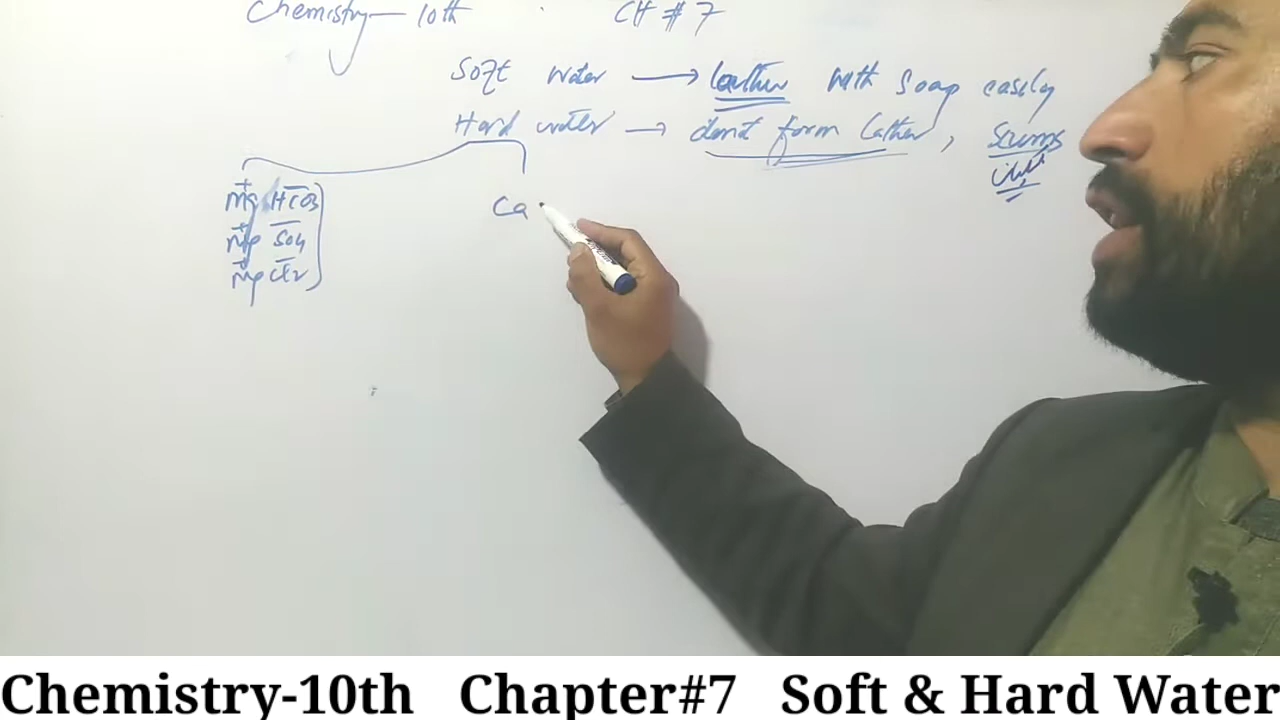 Chemistry - 10th CH # 7
Soft water → lather with Soap easily
Hard water → dont form lather, Scums
Mg HCO3
Mg SO4
Mg Cl2
Ca
Chemistry-10th Chapter#7 Soft & Hard Water